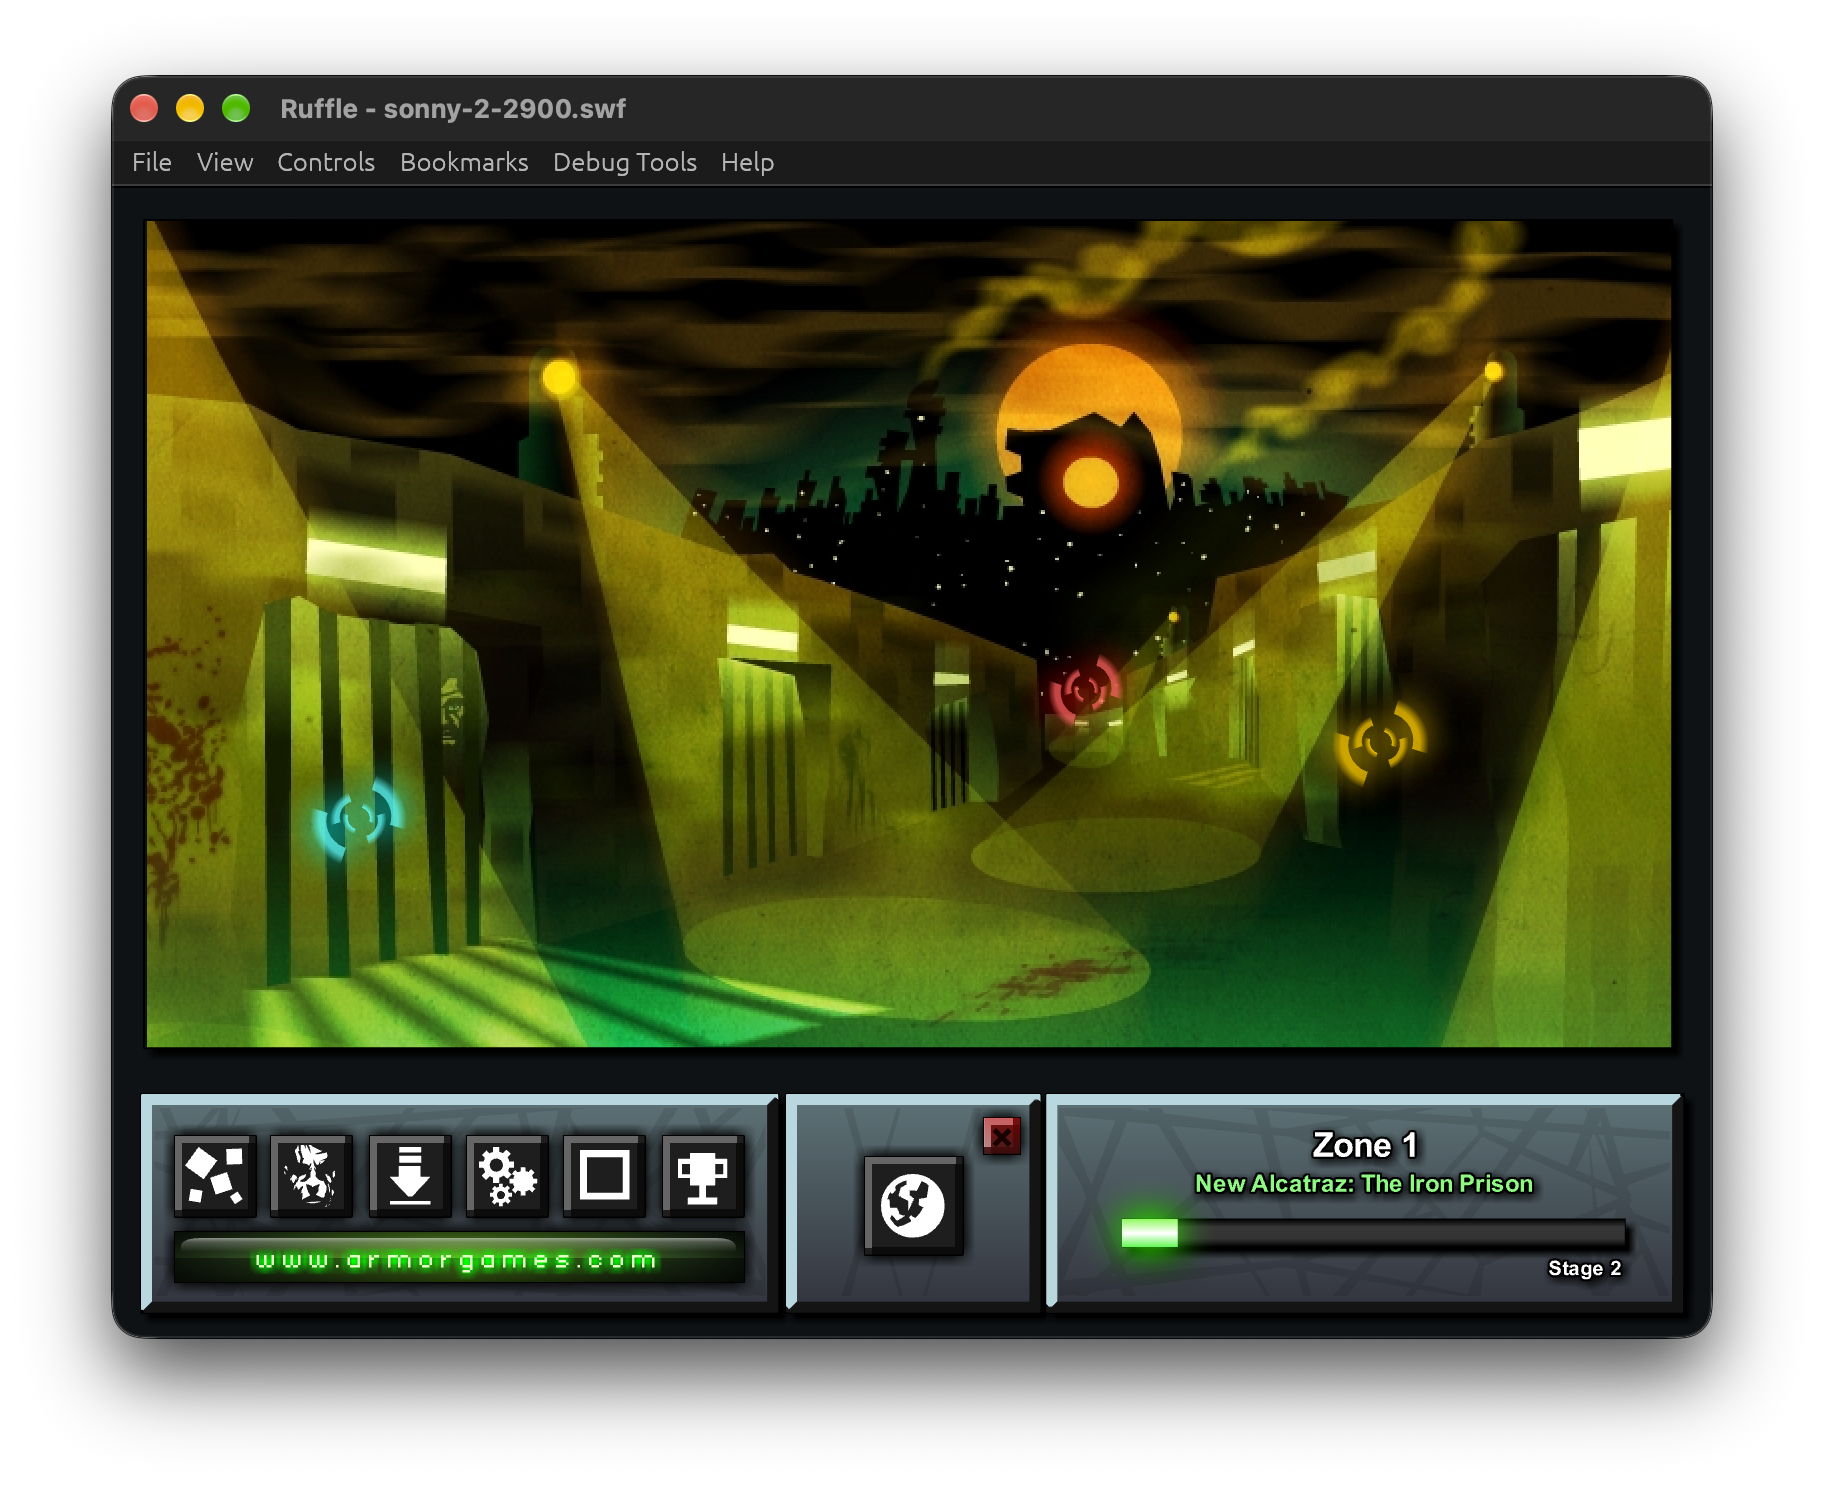 Ruffle - sonny-2-2900.swf
File View Controls Bookmarks Debug Tools Help
www.armorgames.com
Zone 1
New Alcatraz: The Iron Prison
Stage 2